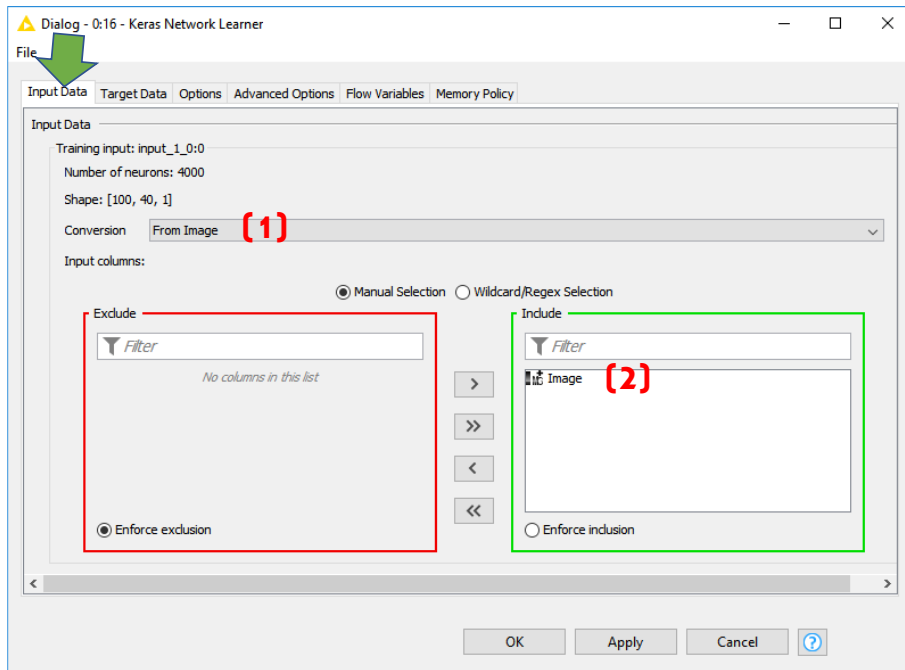 Dialog - 0:16 - Keras Network Learner
File
Input Data Target Data Options Advanced Options Flow Variables Memory Policy
Input Data
Training input: input_1_0:0
Number of neurons: 4000
Shape: [100, 40, 1]
Conversion From Image (1)
Input columns:
Manual Selection Wildcard/Regex Selection
Exclude Include
Filter Filter
No columns in this list Image (2)
>
>>
<
<<
Enforce exclusion Enforce inclusion
OK Apply Cancel ?